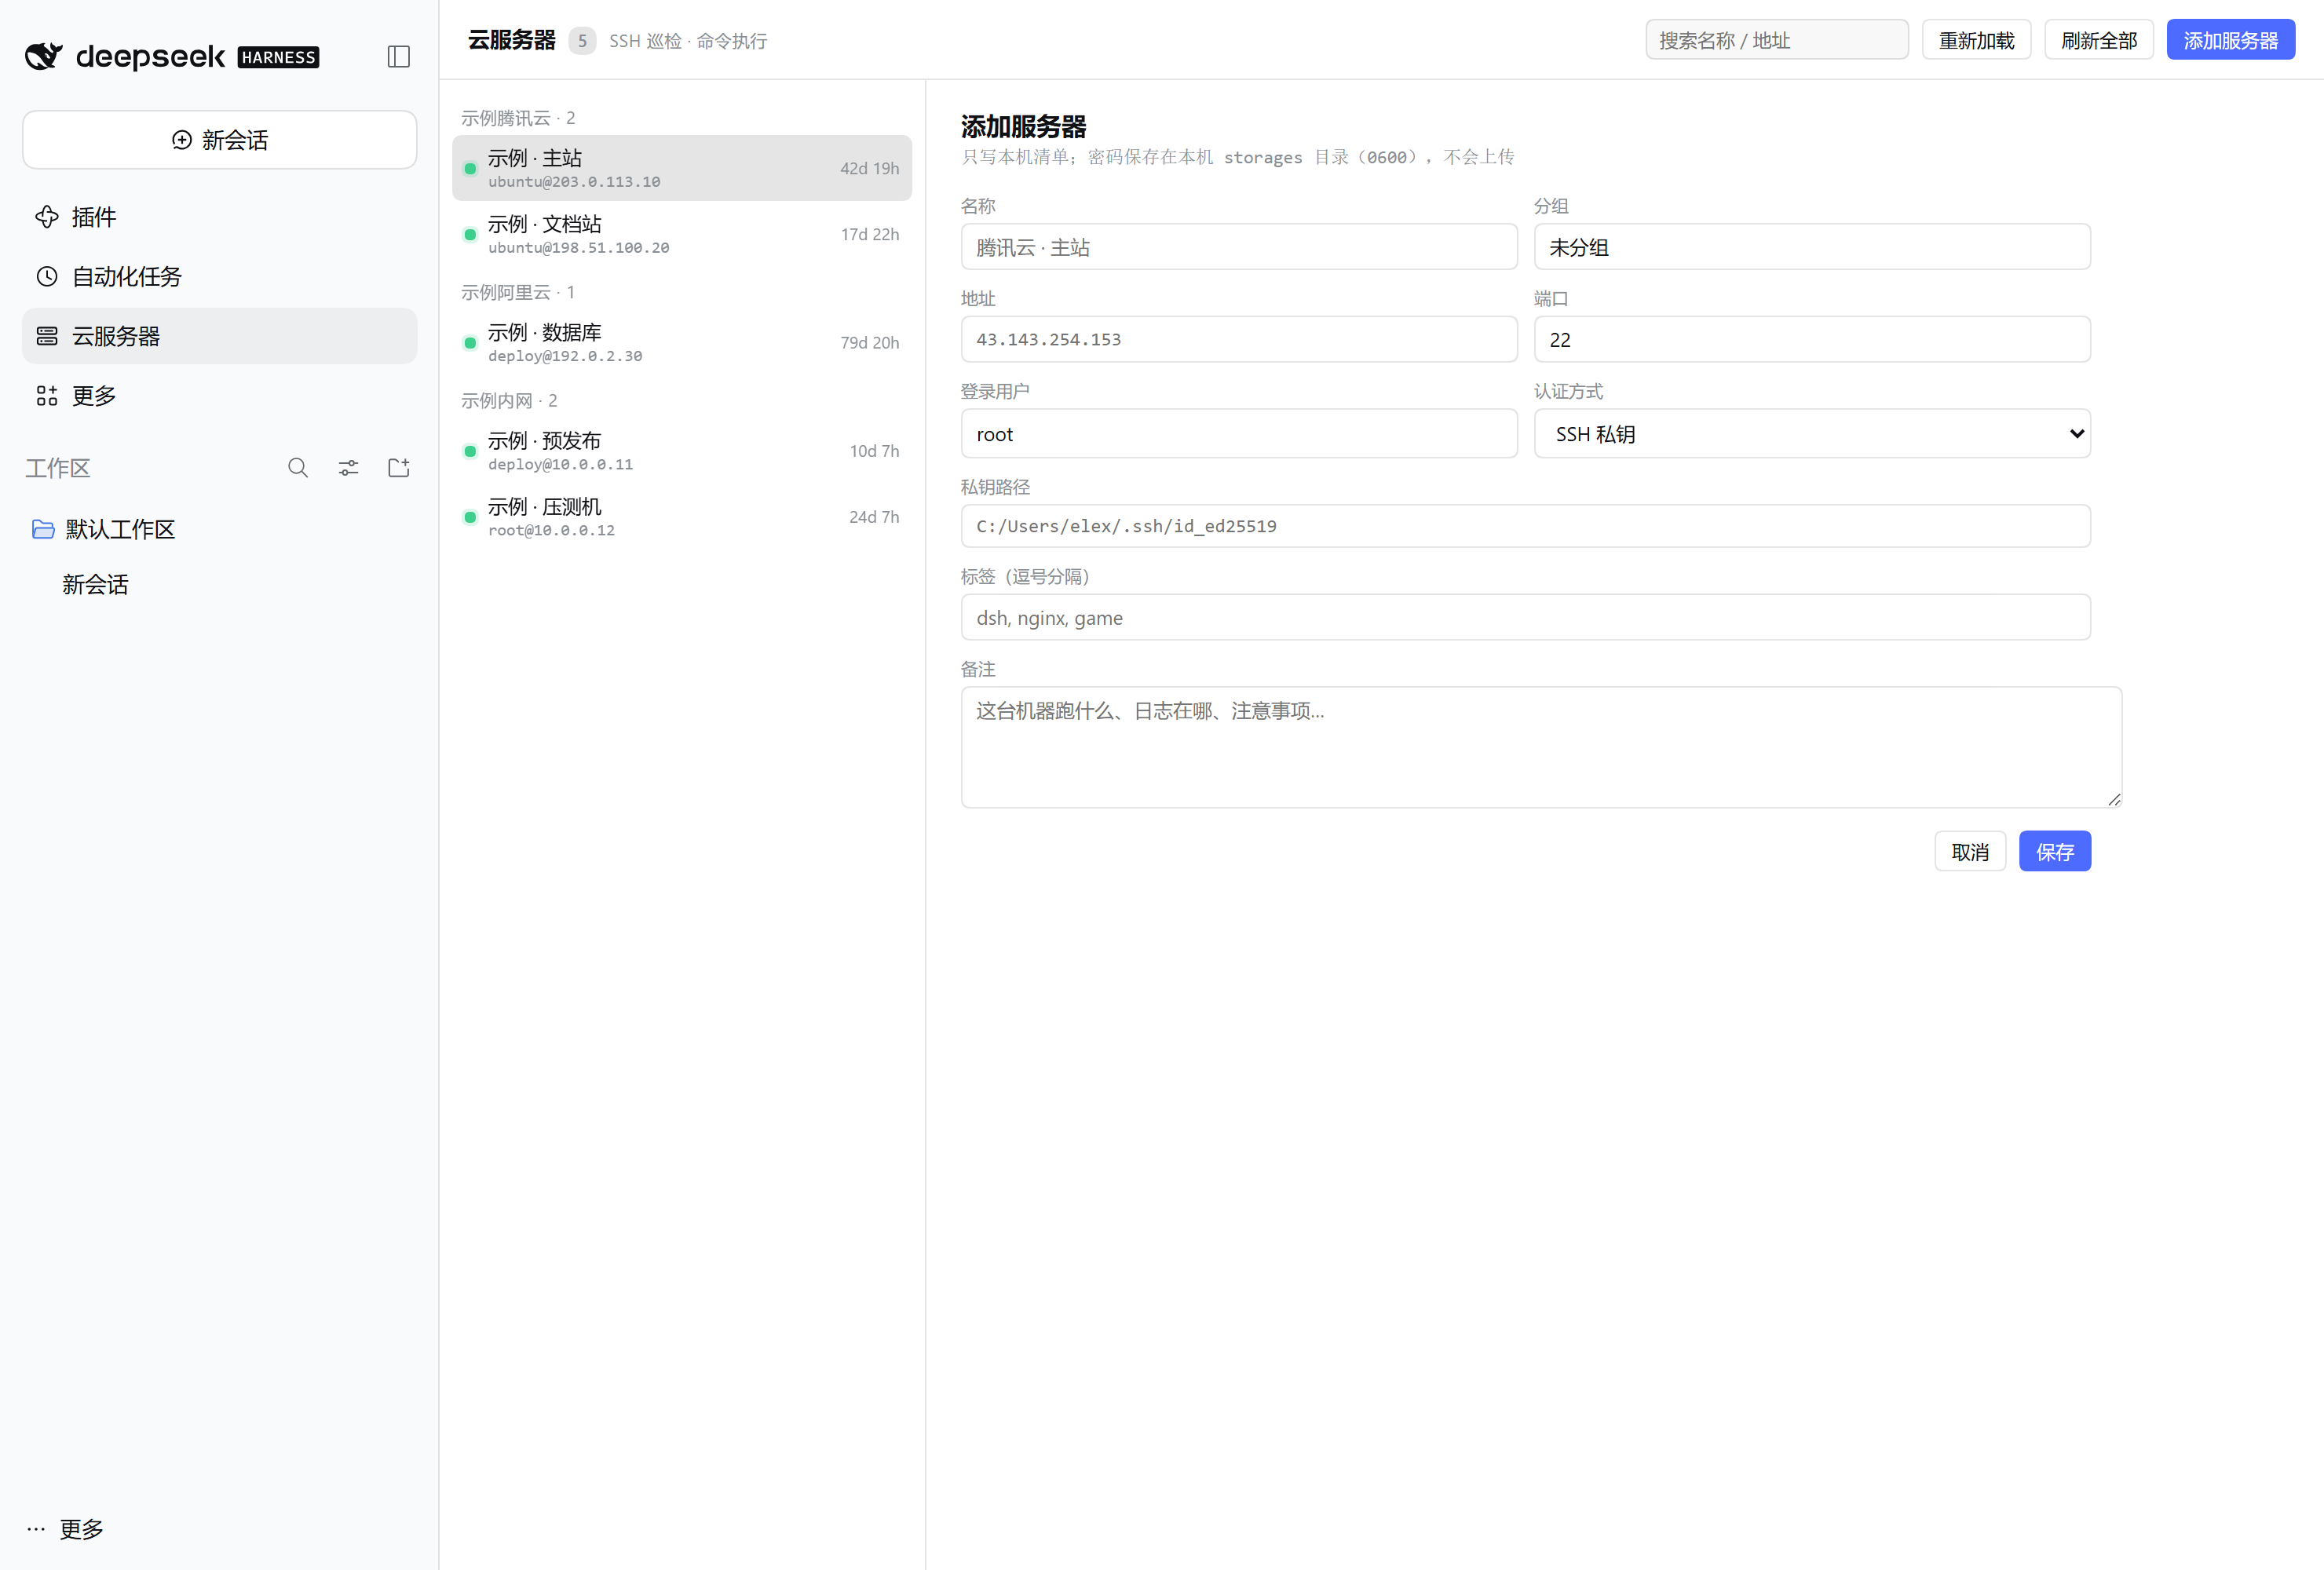 deepseek HARNESS
新会话
插件
自动化任务
云服务器
更多
工作区
默认工作区
新会话
更多
云服务器 5 SSH 巡检 · 命令执行
搜索名称 / 地址
重新加载
刷新全部
添加服务器
示例腾讯云 · 2
示例 · 主站
ubuntu@203.0.113.10
42d 19h
示例 · 文档站
ubuntu@198.51.100.20
17d 22h
示例阿里云 · 1
示例 · 数据库
deploy@192.0.2.30
79d 20h
示例内网 · 2
示例 · 预发布
deploy@10.0.0.11
10d 7h
示例 · 压测机
root@10.0.0.12
24d 7h
添加服务器
只写本机清单；密码保存在本机 storages 目录（0600），不会上传
名称
腾讯云 · 主站
分组
未分组
地址
43.143.254.153
端口
22
登录用户
root
认证方式
SSH 私钥
私钥路径
C:/Users/elex/.ssh/id_ed25519
标签（逗号分隔）
dsh, nginx, game
备注
这台机器跑什么、日志在哪、注意事项...
取消
保存